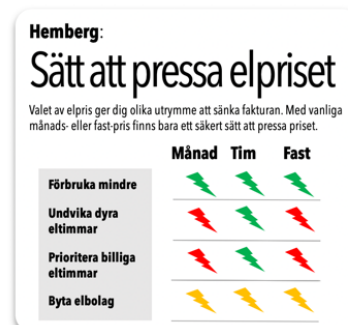 Hemberg:
Sätt att pressa elpriset
Valet av elpris ger dig olika utrymme att sänka fakturan. Med vanliga
månads- eller fast-pris finns bara ett säkert sätt att pressa priset.
Månad Tim Fast
Förbruka mindre
Undvika dyra
eltimmar
Prioritera billiga
eltimmar
Byta elbolag